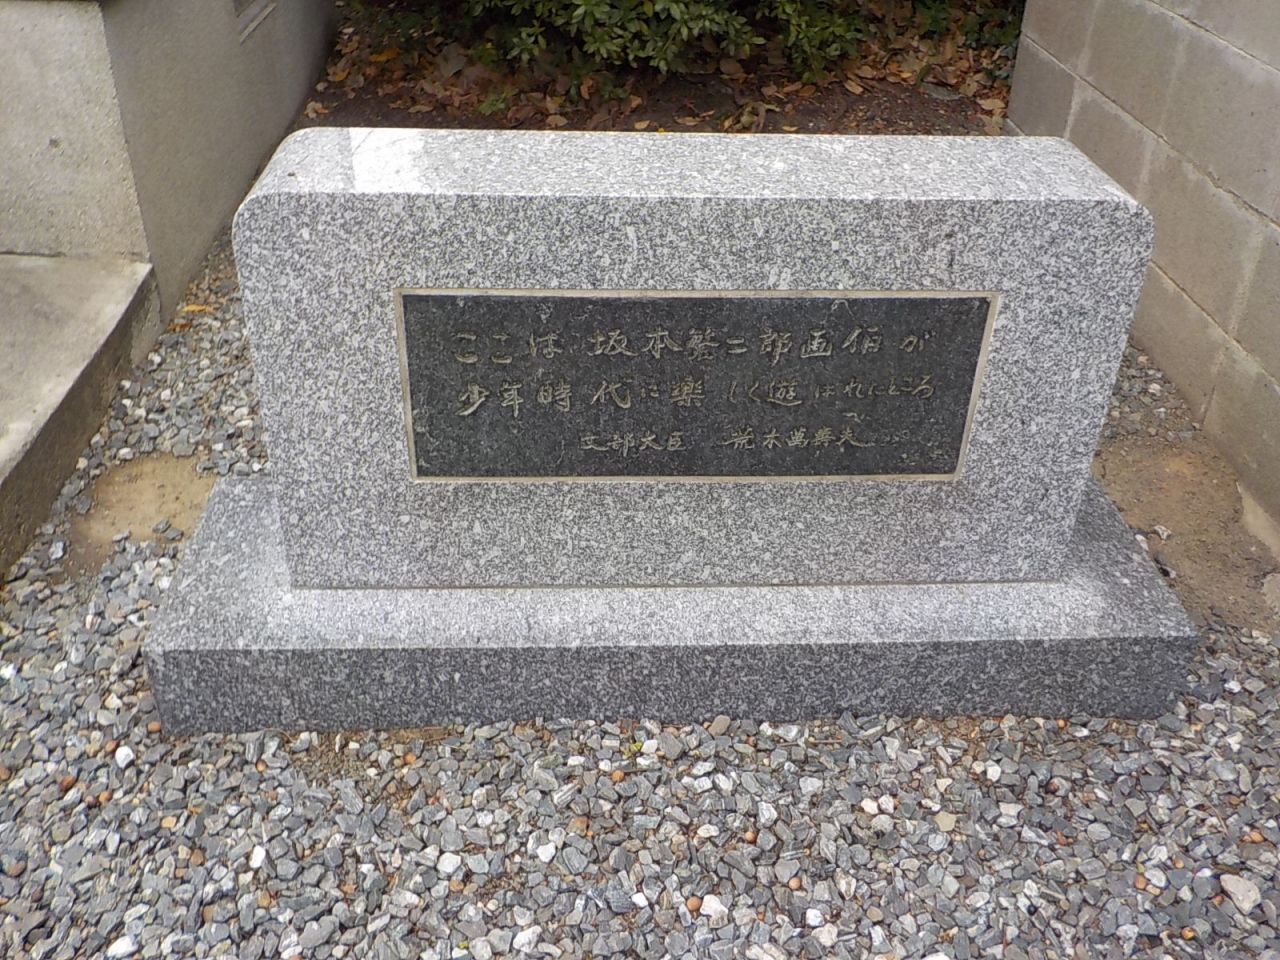 ここは坂本繁二郎画伯が
少年時代に楽しく遊ばれたところ
文部大臣 荒木萬壽夫